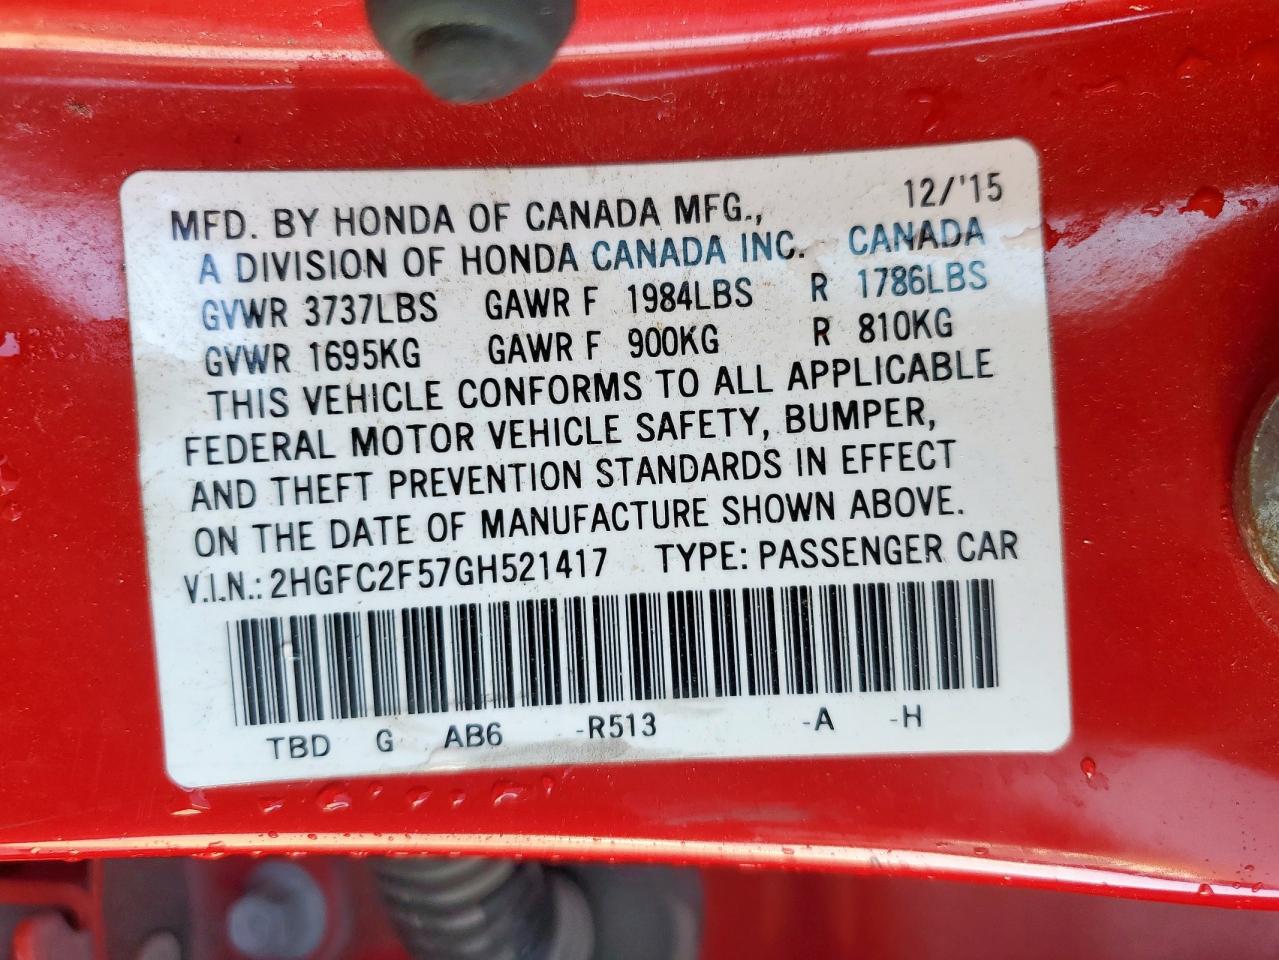 12/'15
MFD. BY HONDA OF CANADA MFG.,
A DIVISION OF HONDA CANADA INC. CANADA
GVWR 3737LBS GAWR F 1984LBS R 1786LBS
GVWR 1695KG GAWR F 900KG R 810KG
THIS VEHICLE CONFORMS TO ALL APPLICABLE
FEDERAL MOTOR VEHICLE SAFETY, BUMPER,
AND THEFT PREVENTION STANDARDS IN EFFECT
ON THE DATE OF MANUFACTURE SHOWN ABOVE.
V.I.N.: 2HGFC2F57GH521417 TYPE: PASSENGER CAR
TBD G AB6 -R513 -A -H